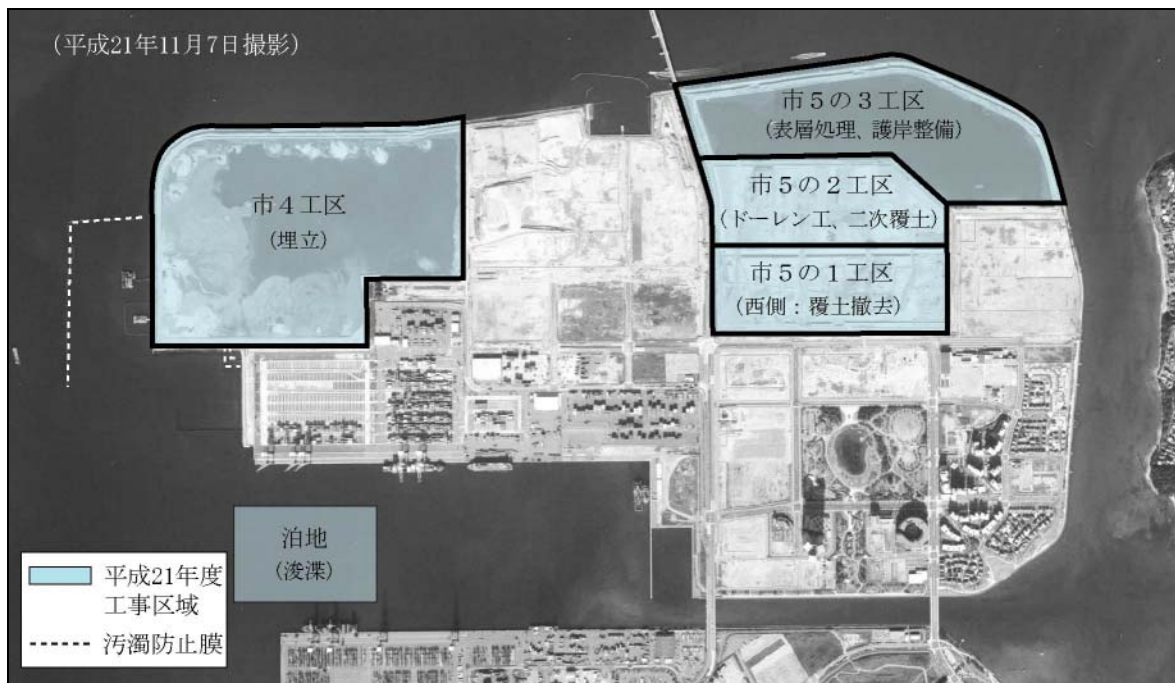 (平成21年11月7日撮影)
市５の３工区
(表層処理、護岸整備)
市５の２工区
(ドーレン工、二次覆土)
市４工区
(埋立)
市５の１工区
(西側：覆土撤去)
泊地
(浚渫)
平成21年度
工事区域
汚濁防止膜